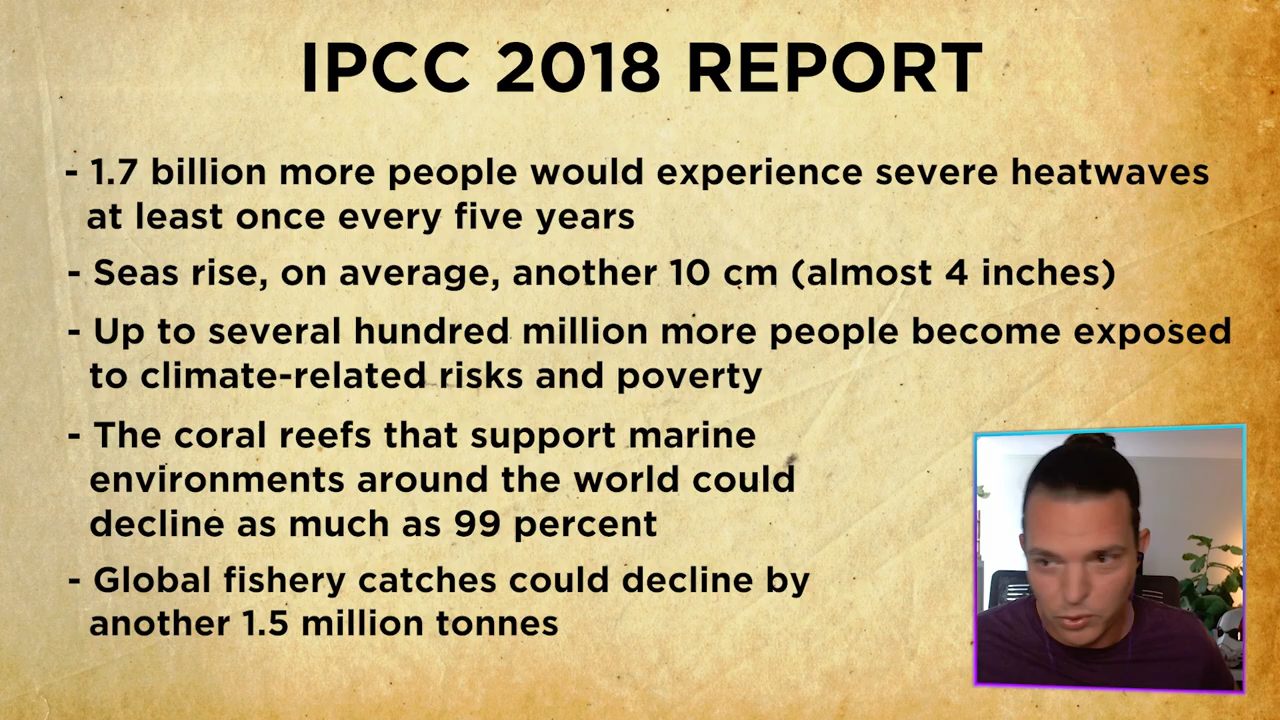 IPCC 2018 REPORT
- 1.7 billion more people would experience severe heatwaves
at least once every five years
- Seas rise, on average, another 10 cm (almost 4 inches)
- Up to several hundred million more people become exposed
to climate-related risks and poverty
- The coral reefs that support marine
environments around the world could
decline as much as 99 percent
- Global fishery catches could decline by
another 1.5 million tonnes